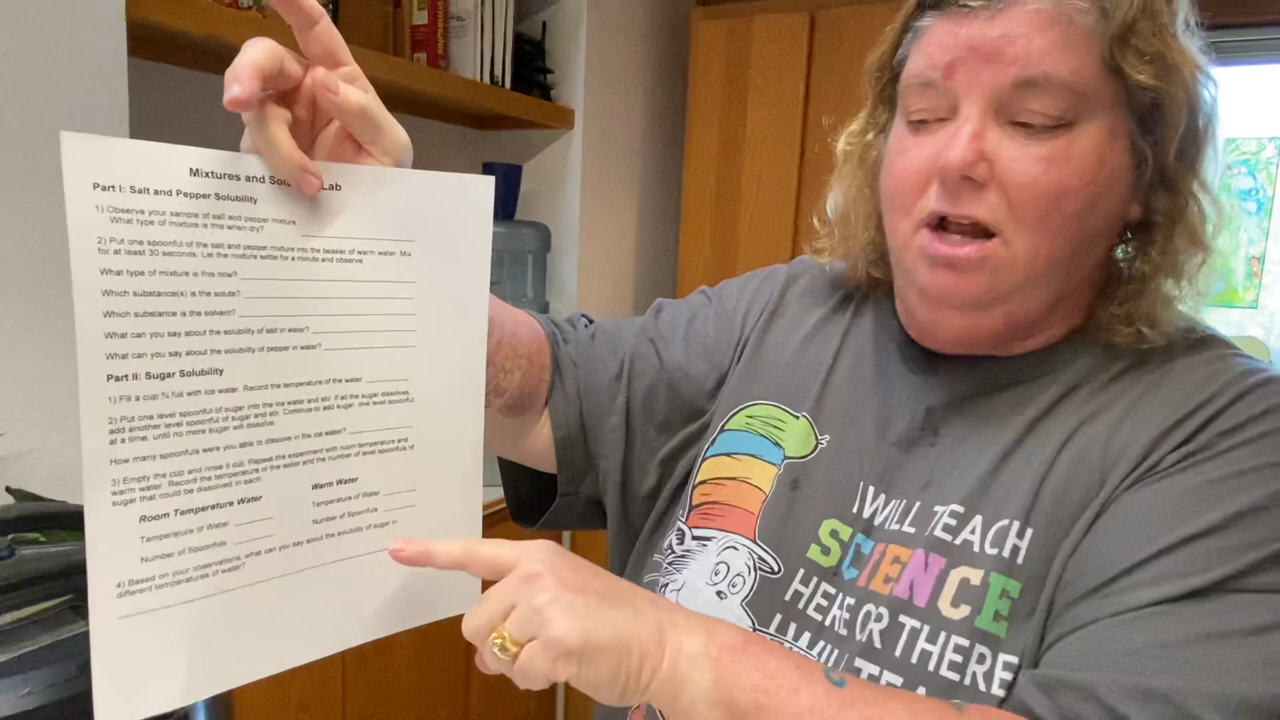 Mixtures and Lab
Part I: Salt and Pepper Solubility
1) Observe your sample of salt and pepper mixture.
What type of mixture is this when dry?
2) Put one spoonful of the salt and pepper mixture into the beaker of warm water. Mix
for at least 30 seconds. Let the mixture settle for a minute and observe
What type of mixture is this now?
Which substance(s) is the solute?
Which substance is the solvent?
What can you say about the solubility of salt in water?
What can you say about the solubility of pepper in water?
Part II: Sugar Solubility
1) Fill a cup ¾ full with ice water. Record the temperature of the water.
2) Put one level spoonful of sugar into the ice water and stir. If all the sugar dissolves,
add another level spoonful of sugar and stir. Continue to add sugar, one level spoonful
at a time, until no more sugar will dissolve.
How many spoonfuls were you able to dissolve in the ice water?
3) Empty the cup and rinse it out. Repeat the experiment with room temperature and
warm water. Record the temperature of the water and the number of level spoonfuls of
sugar that could be dissolved in each.
Room Temperature Water Warm Water
Temperature of Water Temperature of Water
Number of Spoonfuls Number of Spoonfuls
4) Based on your observations, what can you say about the solubility of sugar in
different temperatures of water?
I WILL TEACH
SCIENCE
HERE OR THERE
I WILL